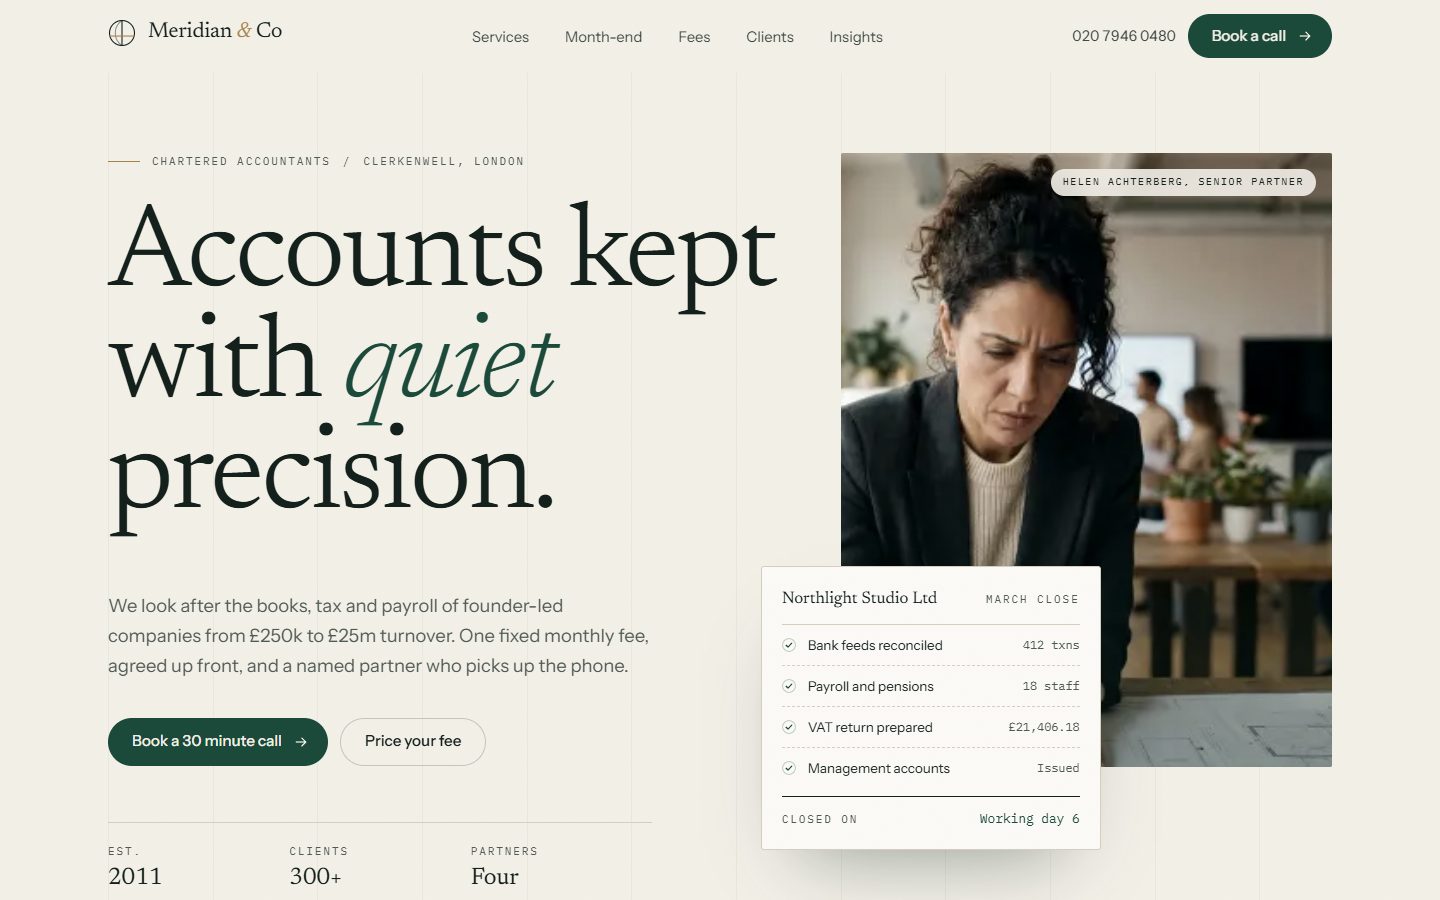 Meridian & Co
Services
Month-end
Fees
Clients
Insights
020 7946 0480
Book a call →
CHARTERED ACCOUNTANTS / CLERKENWELL, LONDON
Accounts kept
with quiet
precision.
We look after the books, tax and payroll of founder-led
companies from £250k to £25m turnover. One fixed monthly fee,
agreed up front, and a named partner who picks up the phone.
Book a 30 minute call →
Price your fee
EST.
2011
CLIENTS
300+
PARTNERS
Four
HELEN ACHTERBERG, SENIOR PARTNER
Northlight Studio Ltd MARCH CLOSE
Bank feeds reconciled 412 txns
Payroll and pensions 18 staff
VAT return prepared £21,406.18
Management accounts Issued
CLOSED ON Working day 6